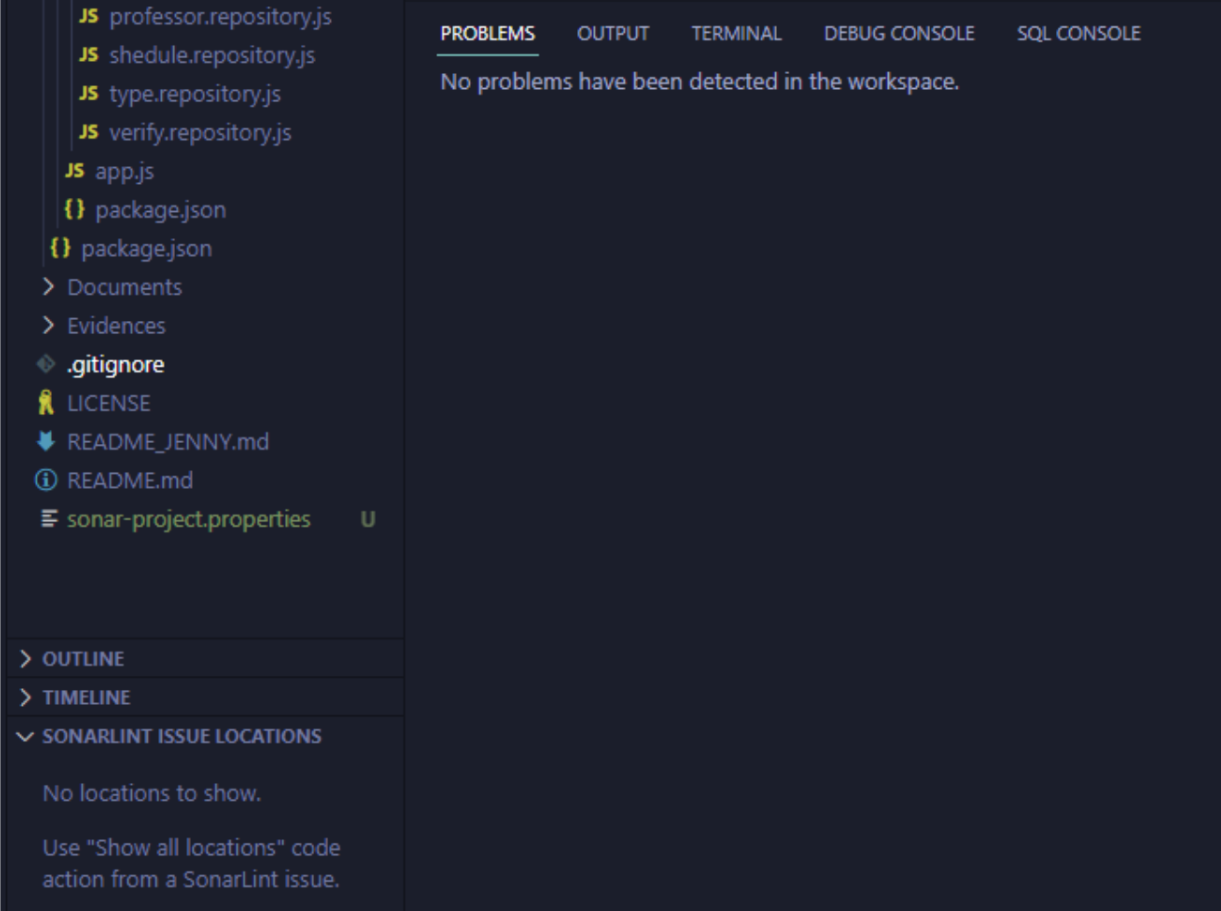 JS professor.repository.js
JS shedule.repository.js
JS type.repository.js
JS verify.repository.js
JS app.js
{} package.json
{} package.json
Documents
Evidences
.gitignore
LICENSE
README_JENNY.md
README.md
sonar-project.properties U
OUTLINE
TIMELINE
SONARLINT ISSUE LOCATIONS
No locations to show.
Use "Show all locations" code
action from a SonarLint issue.
PROBLEMS OUTPUT TERMINAL DEBUG CONSOLE SQL CONSOLE
No problems have been detected in the workspace.